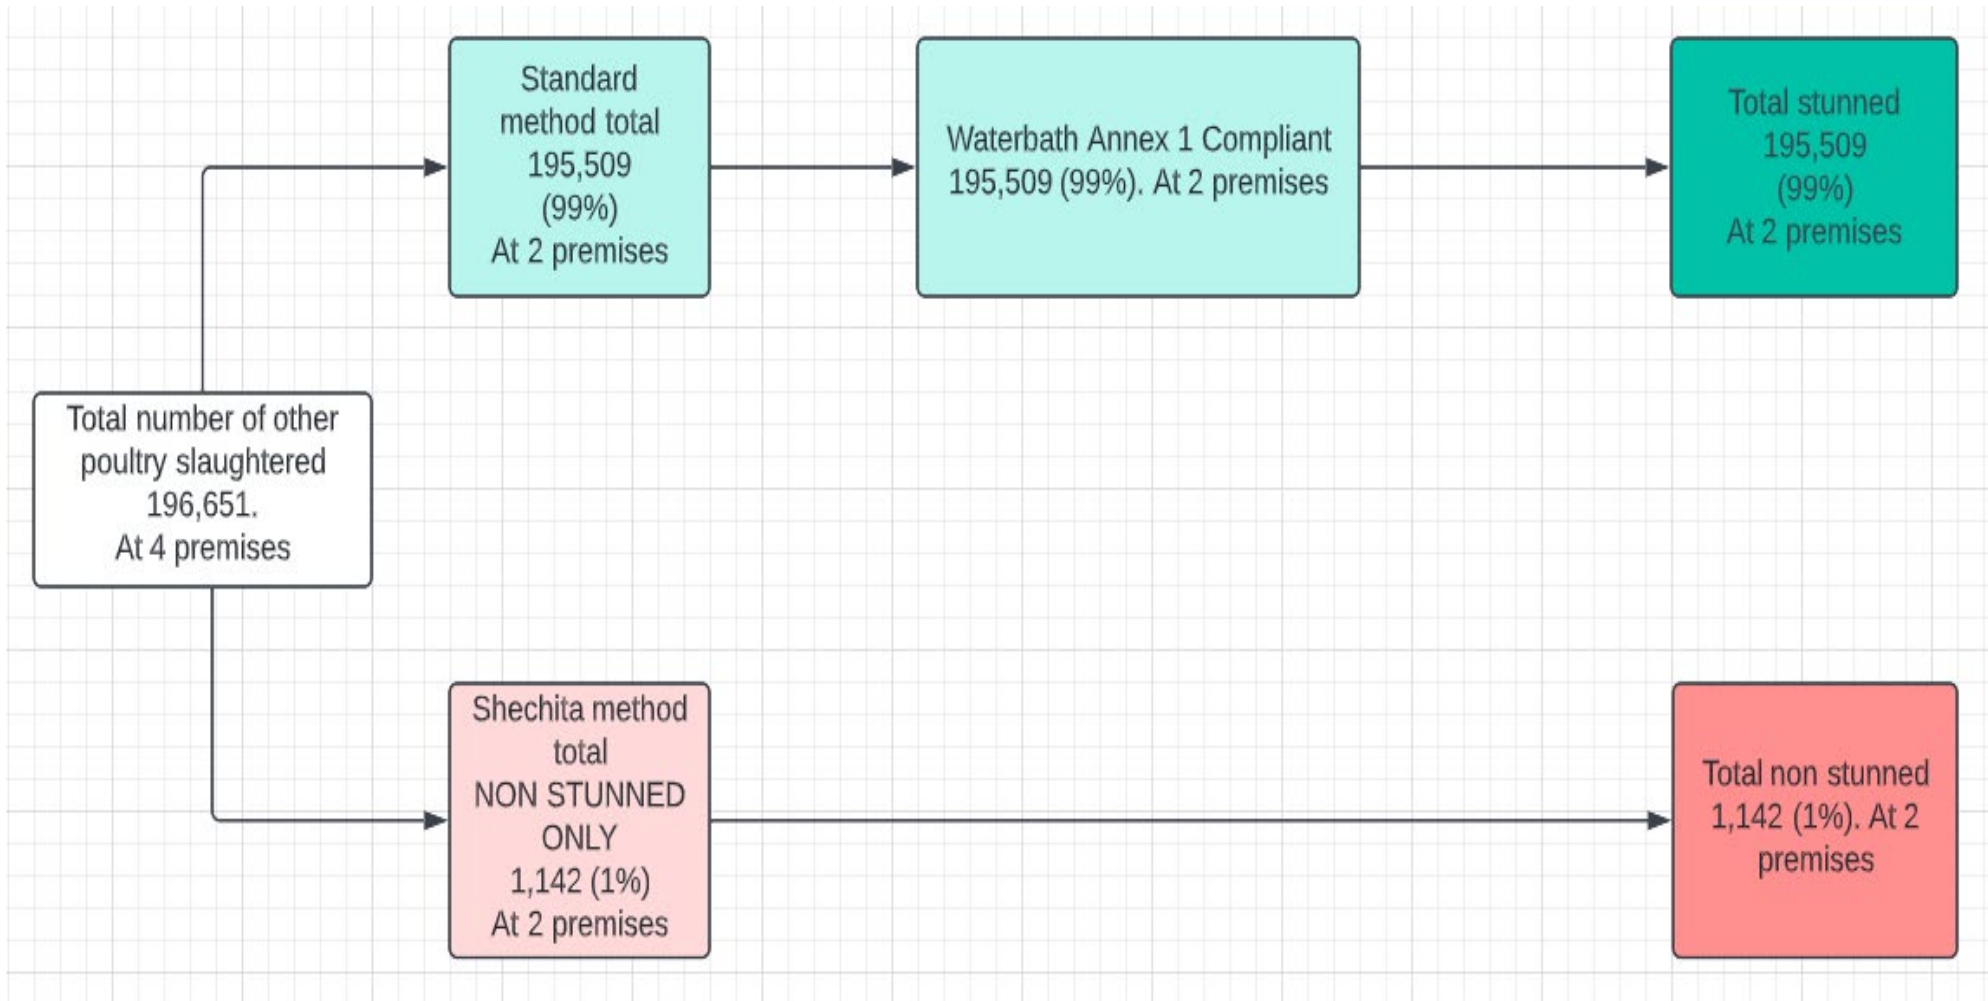 Standard
method total
195,509
(99%)
At 2 premises
Waterbath Annex 1 Compliant
195,509 (99%). At 2 premises
Total stunned
195,509
(99%)
At 2 premises
Total number of other
poultry slaughtered
196,651.
At 4 premises
Shechita method
total
NON STUNNED
ONLY
1,142 (1%)
At 2 premises
Total non stunned
1,142 (1%). At 2
premises